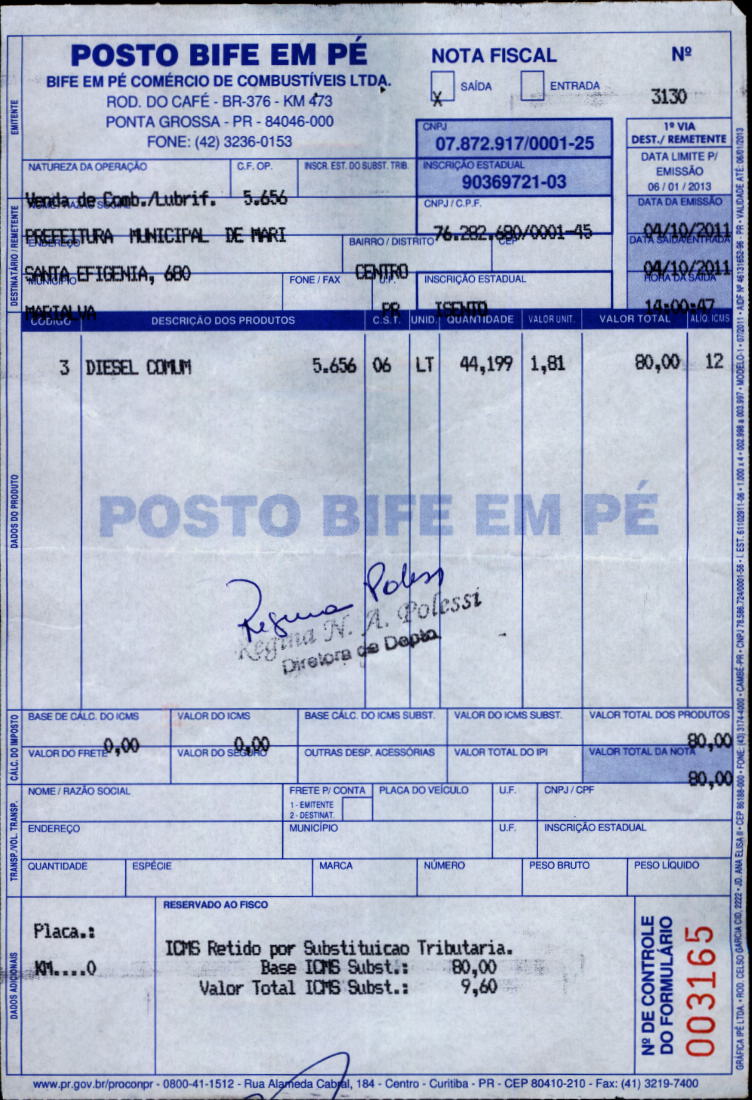 POSTO BIFE EM PÉ
BIFE EM PÉ COMÉRCIO DE COMBUSTÍVEIS LTDA.
ROD. DO CAFÉ - BR-376 - KM 473
PONTA GROSSA - PR - 84046-000
FONE: (42) 3236-0153
EMITENTE
NOTA FISCAL
X SAÍDA ENTRADA
Nº
3130
CNPJ
07.872.917/0001-25
INSCRIÇÃO ESTADUAL
90369721-03
1ª VIA
DEST./ REMETENTE
DATA LIMITE P/
EMISSÃO
06 / 01 / 2013
NATUREZA DA OPERAÇÃO C.F. OP. INSCR. EST. DO SUBST. TRIB.
Venda de Comb./Lubrif. 5.656
DESTINATÁRIO / REMETENTE
NOME / RAZÃO SOCIAL CNPJ / C.P.F. DATA DA EMISSÃO
PREFEITURA MUNICIPAL DE MARI 76.282.680/0001-45 04/10/2011
ENDEREÇO BAIRRO / DISTRITO CEP DATA SAÍDA/ENTRADA
SANTA EFIGENIA, 680 CENTRO 04/10/2011
MUNICÍPIO FONE / FAX U.F. INSCRIÇÃO ESTADUAL HORA DA SAÍDA
MARIALVA PR ISENTO 14:00:47
CÓDIGO DESCRIÇÃO DOS PRODUTOS C.S.T. UNID. QUANTIDADE VALOR UNIT. VALOR TOTAL ALÍQ. ICMS
3 DIESEL COMUM 5.656 06 LT 44,199 1,81 80,00 12
DADOS DO PRODUTO
POSTO BIFE EM PÉ
Regina Poless
Regina N. A. Polessi
Diretora de Depto
CÁLC. DO IMPOSTO
BASE DE CÁLC. DO ICMS VALOR DO ICMS BASE CÁLC. DO ICMS SUBST. VALOR DO ICMS SUBST. VALOR TOTAL DOS PRODUTOS
0,00 0,00 80,00
VALOR DO FRETE VALOR DO SEGURO OUTRAS DESP. ACESSÓRIAS VALOR TOTAL DO IPI VALOR TOTAL DA NOTA
80,00
TRANSP./VOL. TRANSP.
NOME / RAZÃO SOCIAL FRETE P/ CONTA PLACA DO VEÍCULO U.F. CNPJ / CPF
1 - EMITENTE
2 - DESTINAT.
ENDEREÇO MUNICÍPIO U.F. INSCRIÇÃO ESTADUAL
QUANTIDADE ESPÉCIE MARCA NÚMERO PESO BRUTO PESO LÍQUIDO
DADOS ADICIONAIS
RESERVADO AO FISCO
Placa.:
KM....0
ICMS Retido por Substituicao Tributaria.
Base ICMS Subst.: 80,00
Valor Total ICMS Subst.: 9,60
Nº DE CONTROLE
DO FORMULÁRIO
003165
www.pr.gov.br/proconpr - 0800-41-1512 - Rua Alameda Cabral, 184 - Centro - Curitiba - PR - CEP 80410-210 - Fax: (41) 3219-7400